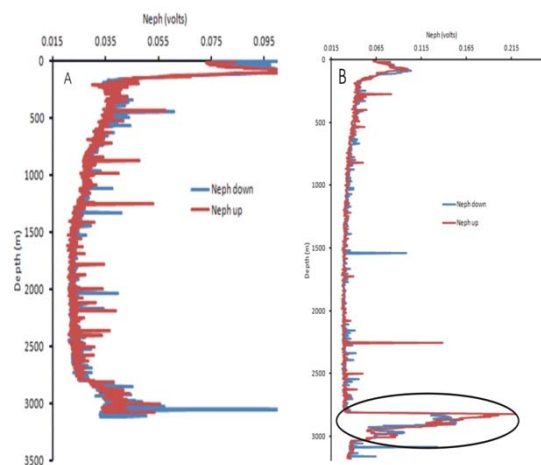 Neph (volts)
0.015 0.035 0.055 0.075 0.095
A
0
500
1000
1500
2000
2500
3000
3500
Depth (m)
Neph down
Neph up
Neph (volts)
0.015 0.065 0.115 0.165 0.215
B
0
500
1000
1500
2000
2500
3000
Depth (m)
Neph down
Neph up